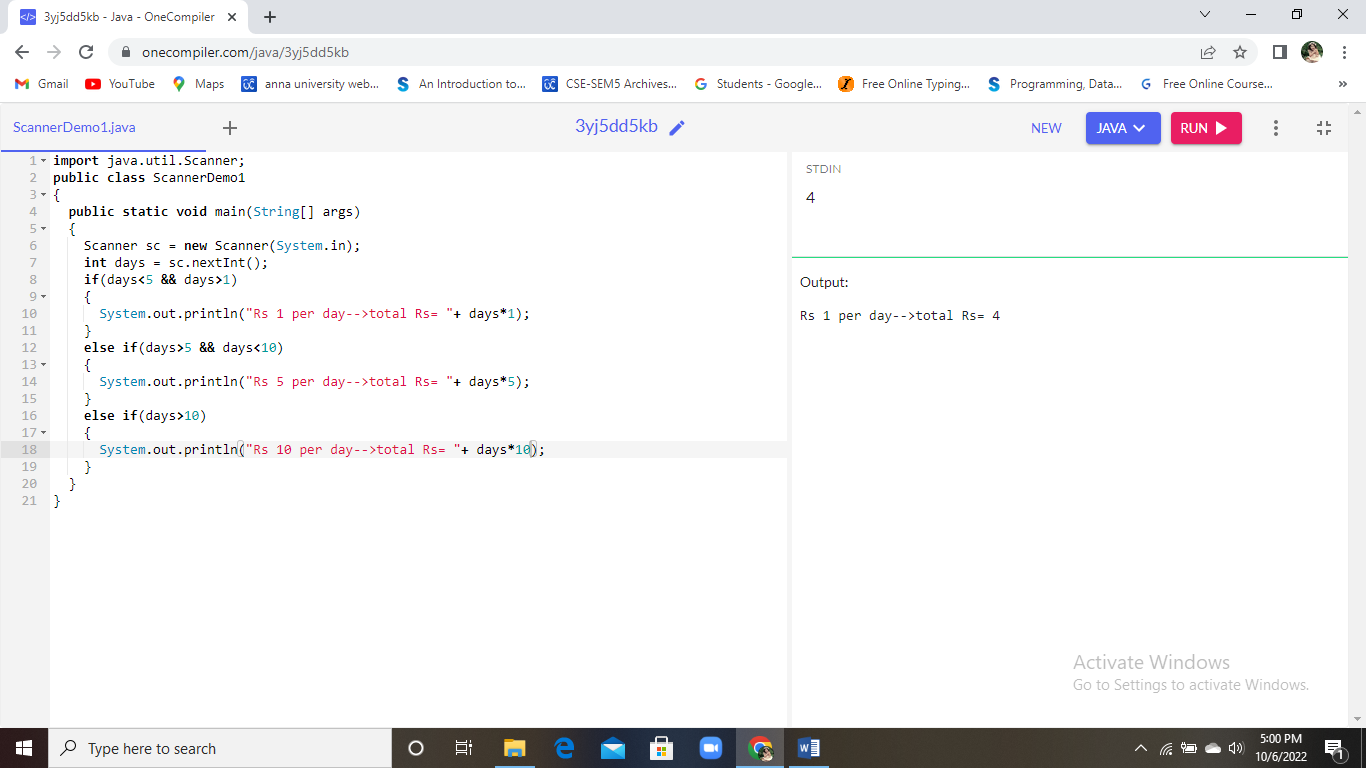 3yj5dd5kb - Java - OneCompiler
onecompiler.com/java/3yj5dd5kb
Gmail YouTube Maps anna university web... An Introduction to... CSE-SEM5 Archives... Students - Google... Free Online Typing... Programming, Data... Free Online Course... »
ScannerDemo1.java
3yj5dd5kb
NEW JAVA RUN
1 import java.util.Scanner;
2 public class ScannerDemo1
3 {
4 public static void main(String[] args)
5 {
6 Scanner sc = new Scanner(System.in);
7 int days = sc.nextInt();
8 if(days<5 && days>1)
9 {
10 System.out.println("Rs 1 per day-->total Rs= "+ days*1);
11 }
12 else if(days>5 && days<10)
13 {
14 System.out.println("Rs 5 per day-->total Rs= "+ days*5);
15 }
16 else if(days>10)
17 {
18 System.out.println("Rs 10 per day-->total Rs= "+ days*10);
19 }
20 }
21 }
STDIN
4
Output:
Rs 1 per day-->total Rs= 4
Activate Windows
Go to Settings to activate Windows.
Type here to search
5:00 PM
10/6/2022
1